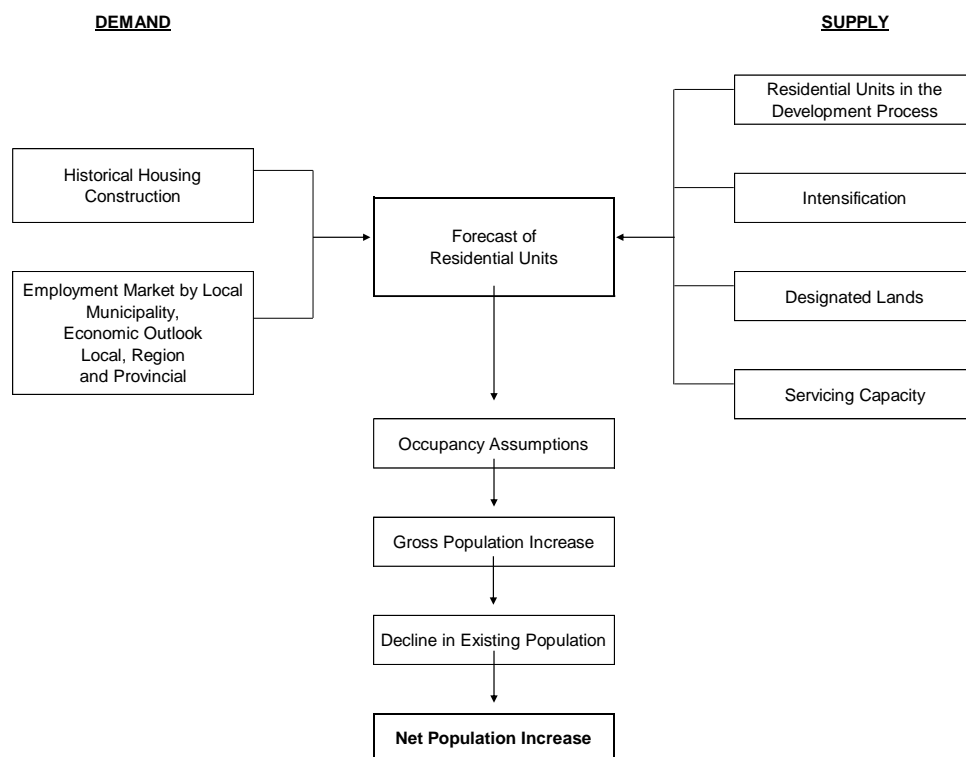 DEMAND
SUPPLY
Residential Units in the
Development Process
Historical Housing
Construction
Intensification
Forecast of
Residential Units
Employment Market by Local
Municipality,
Economic Outlook
Local, Region
and Provincial
Designated Lands
Servicing Capacity
Occupancy Assumptions
Gross Population Increase
Decline in Existing Population
Net Population Increase